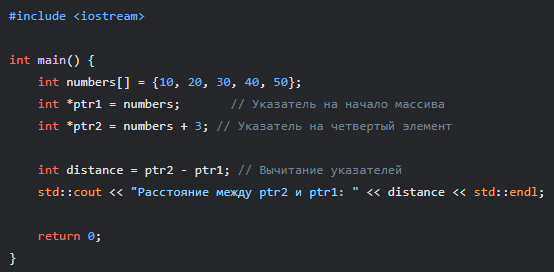 #include <iostream>
int main() {
int numbers[] = {10, 20, 30, 40, 50};
int *ptr1 = numbers; // Указатель на начало массива
int *ptr2 = numbers + 3; // Указатель на четвертый элемент
int distance = ptr2 - ptr1; // Вычитание указателей
std::cout << "Расстояние между ptr2 и ptr1: " << distance << std::endl;
return 0;
}